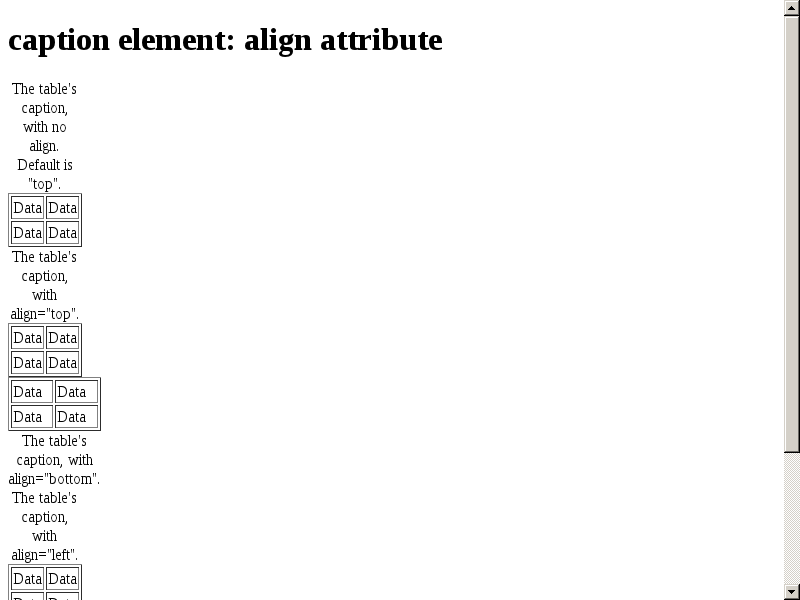 caption element: align attribute
The table's
caption,
with no
align.
Default is
"top".
Data Data
Data Data
The table's
caption,
with
align="top".
Data Data
Data Data
Data Data
Data Data
The table's
caption, with
align="bottom".
The table's
caption,
with
align="left".
Data Data